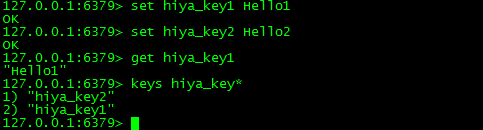 127.0.0.1:6379> set hiya_key1 Hello1
OK
127.0.0.1:6379> set hiya_key2 Hello2
OK
127.0.0.1:6379> get hiya_key1
"Hello1"
127.0.0.1:6379> keys hiya_key*
1) "hiya_key2"
2) "hiya_key1"
127.0.0.1:6379>